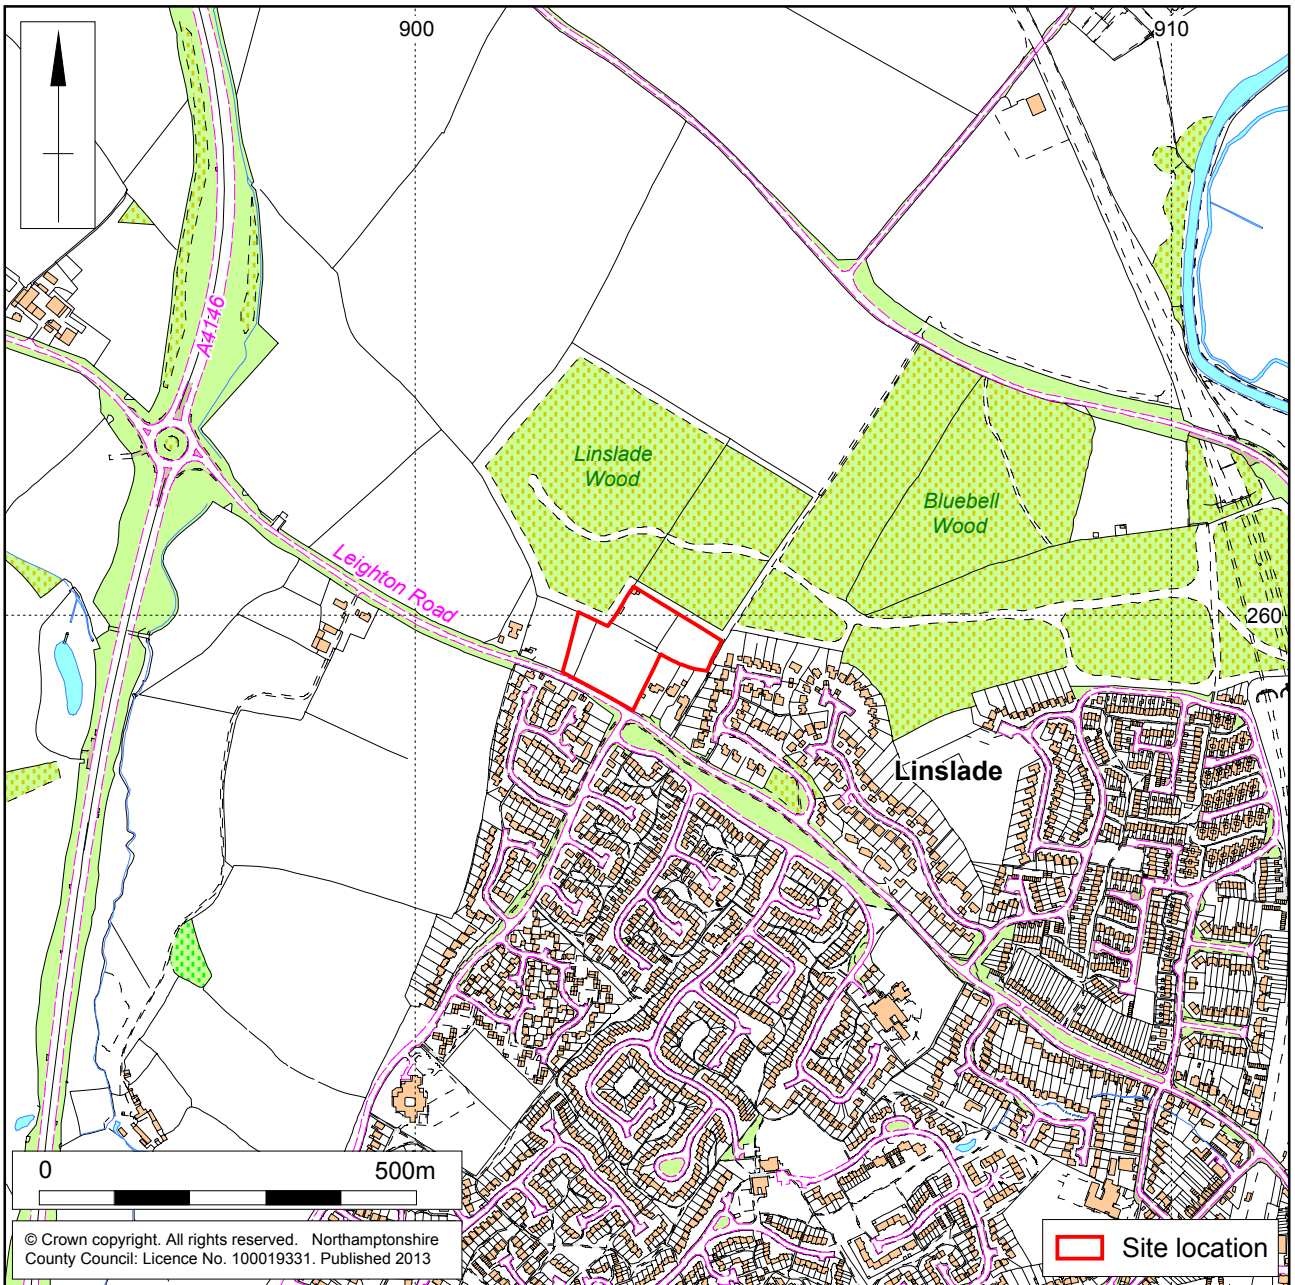 900
910
A4146
Linslade
Wood
Bluebell
Wood
Leighton Road
260
Linslade
0 500m
© Crown copyright. All rights reserved. Northamptonshire
County Council: Licence No. 100019331. Published 2013
Site location